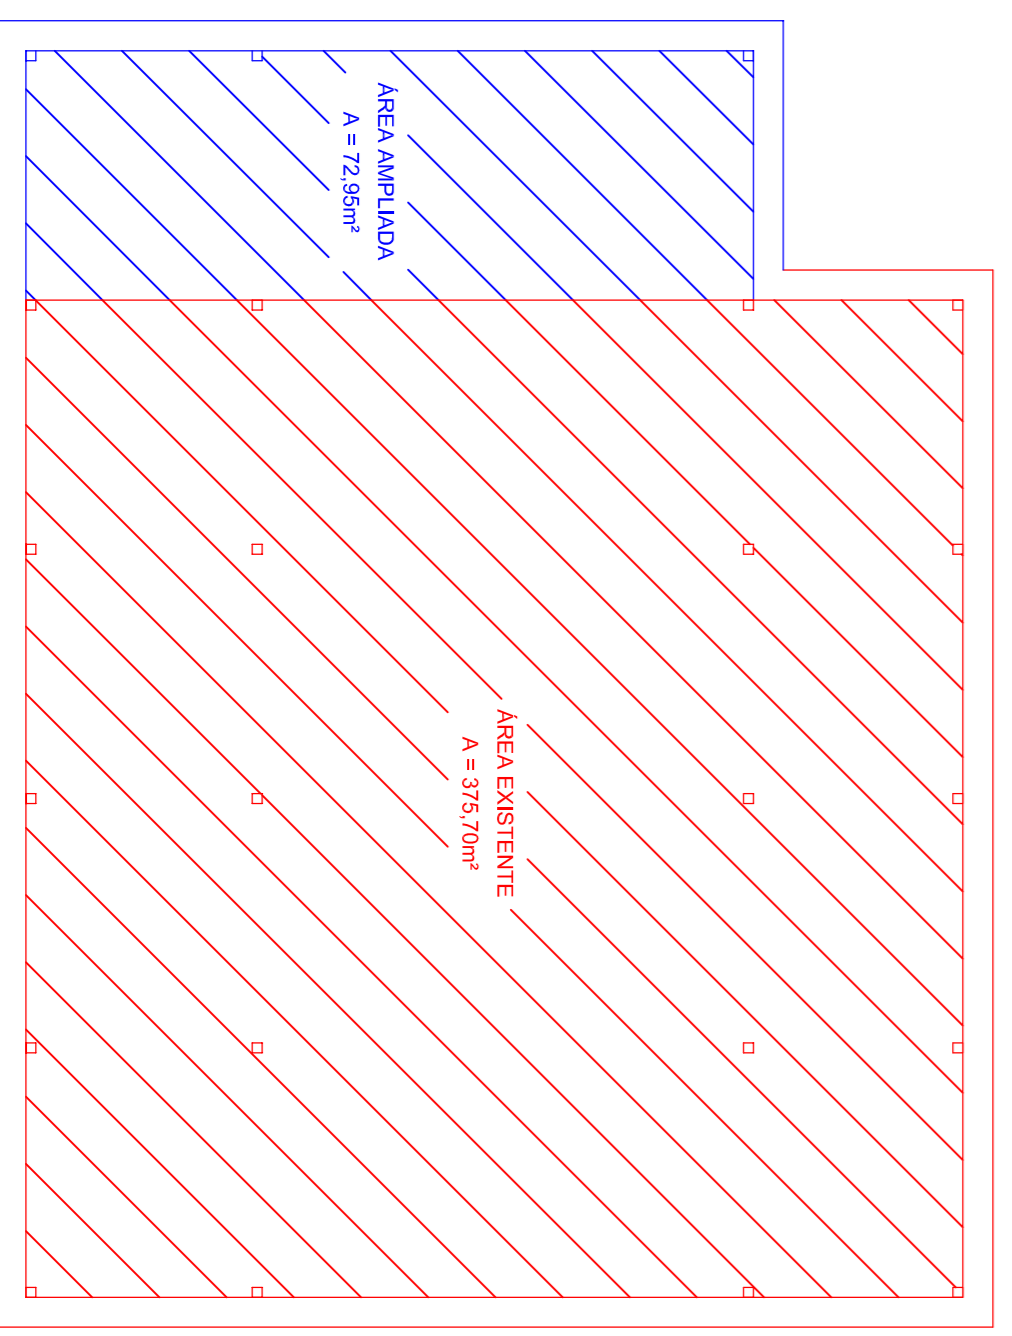 ÁREA AMPLIADA
A = 72,95m²
ÁREA EXISTENTE
A = 375,70m²